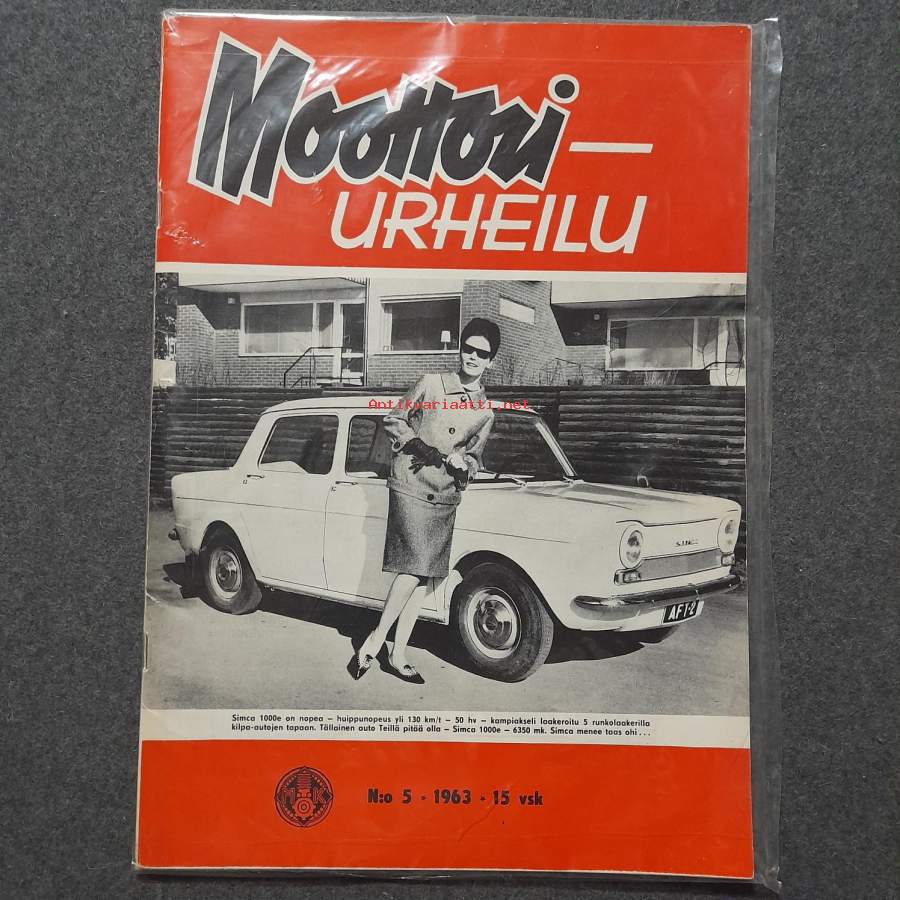 Moottori-
URHEILU
Antikvariaatti.net
SIMCA
AFT-2
Simca 1000e on nopea – huippunopeus yli 130 km/t – 50 hv – kampiakseli laakeroitu 5 runkolaakerilla
kilpa-autojen tapaan. Tällainen auto Teillä pitää olla – Simca 1000e – 6350 mk. Simca menee taas ohi...
MK
N:o 5 • 1963 • 15 vsk